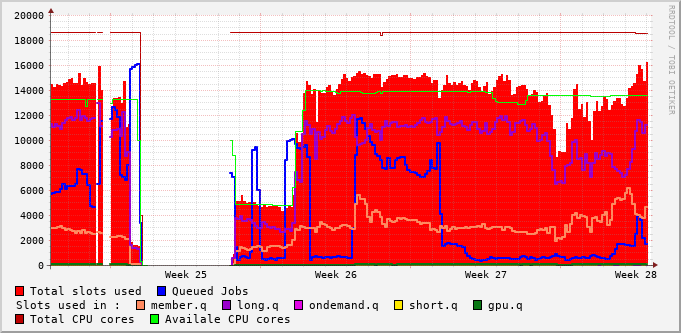 20000
18000
16000
14000
12000
10000
8000
6000
4000
2000
0
Week 25 Week 26 Week 27 Week 28
Total slots used Queued Jobs
Slots used in : member.q long.q ondemand.q short.q gpu.q
Total CPU cores Availale CPU cores
RRDTOOL / TOBI OETIKER